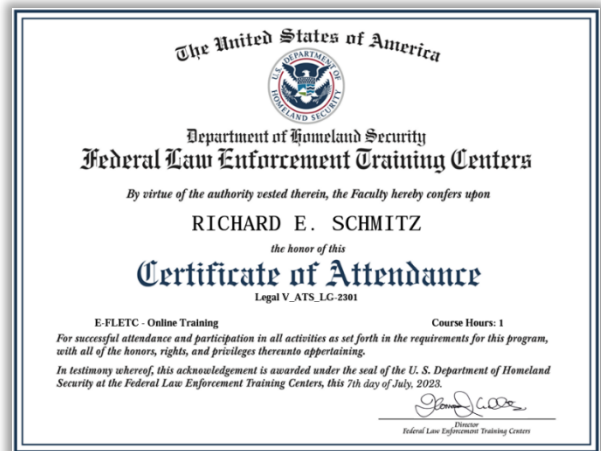 The United States of America
U.S. DEPARTMENT OF
HOMELAND SECURITY
Department of Homeland Security
Federal Law Enforcement Training Centers
By virtue of the authority vested therein, the Faculty hereby confers upon
RICHARD E. SCHMITZ
the honor of this
Certificate of Attendance
Legal V_ATS_LG-2301
E-FLETC - Online Training Course Hours: 1
For successful attendance and participation in all activities as set forth in the requirements for this program,
with all of the honors, rights, and privileges thereunto appertaining.
In testimony whereof, this acknowledgement is awarded under the seal of the U. S. Department of Homeland
Security at the Federal Law Enforcement Training Centers, this 7th day of July, 2023.
Director
Federal Law Enforcement Training Centers